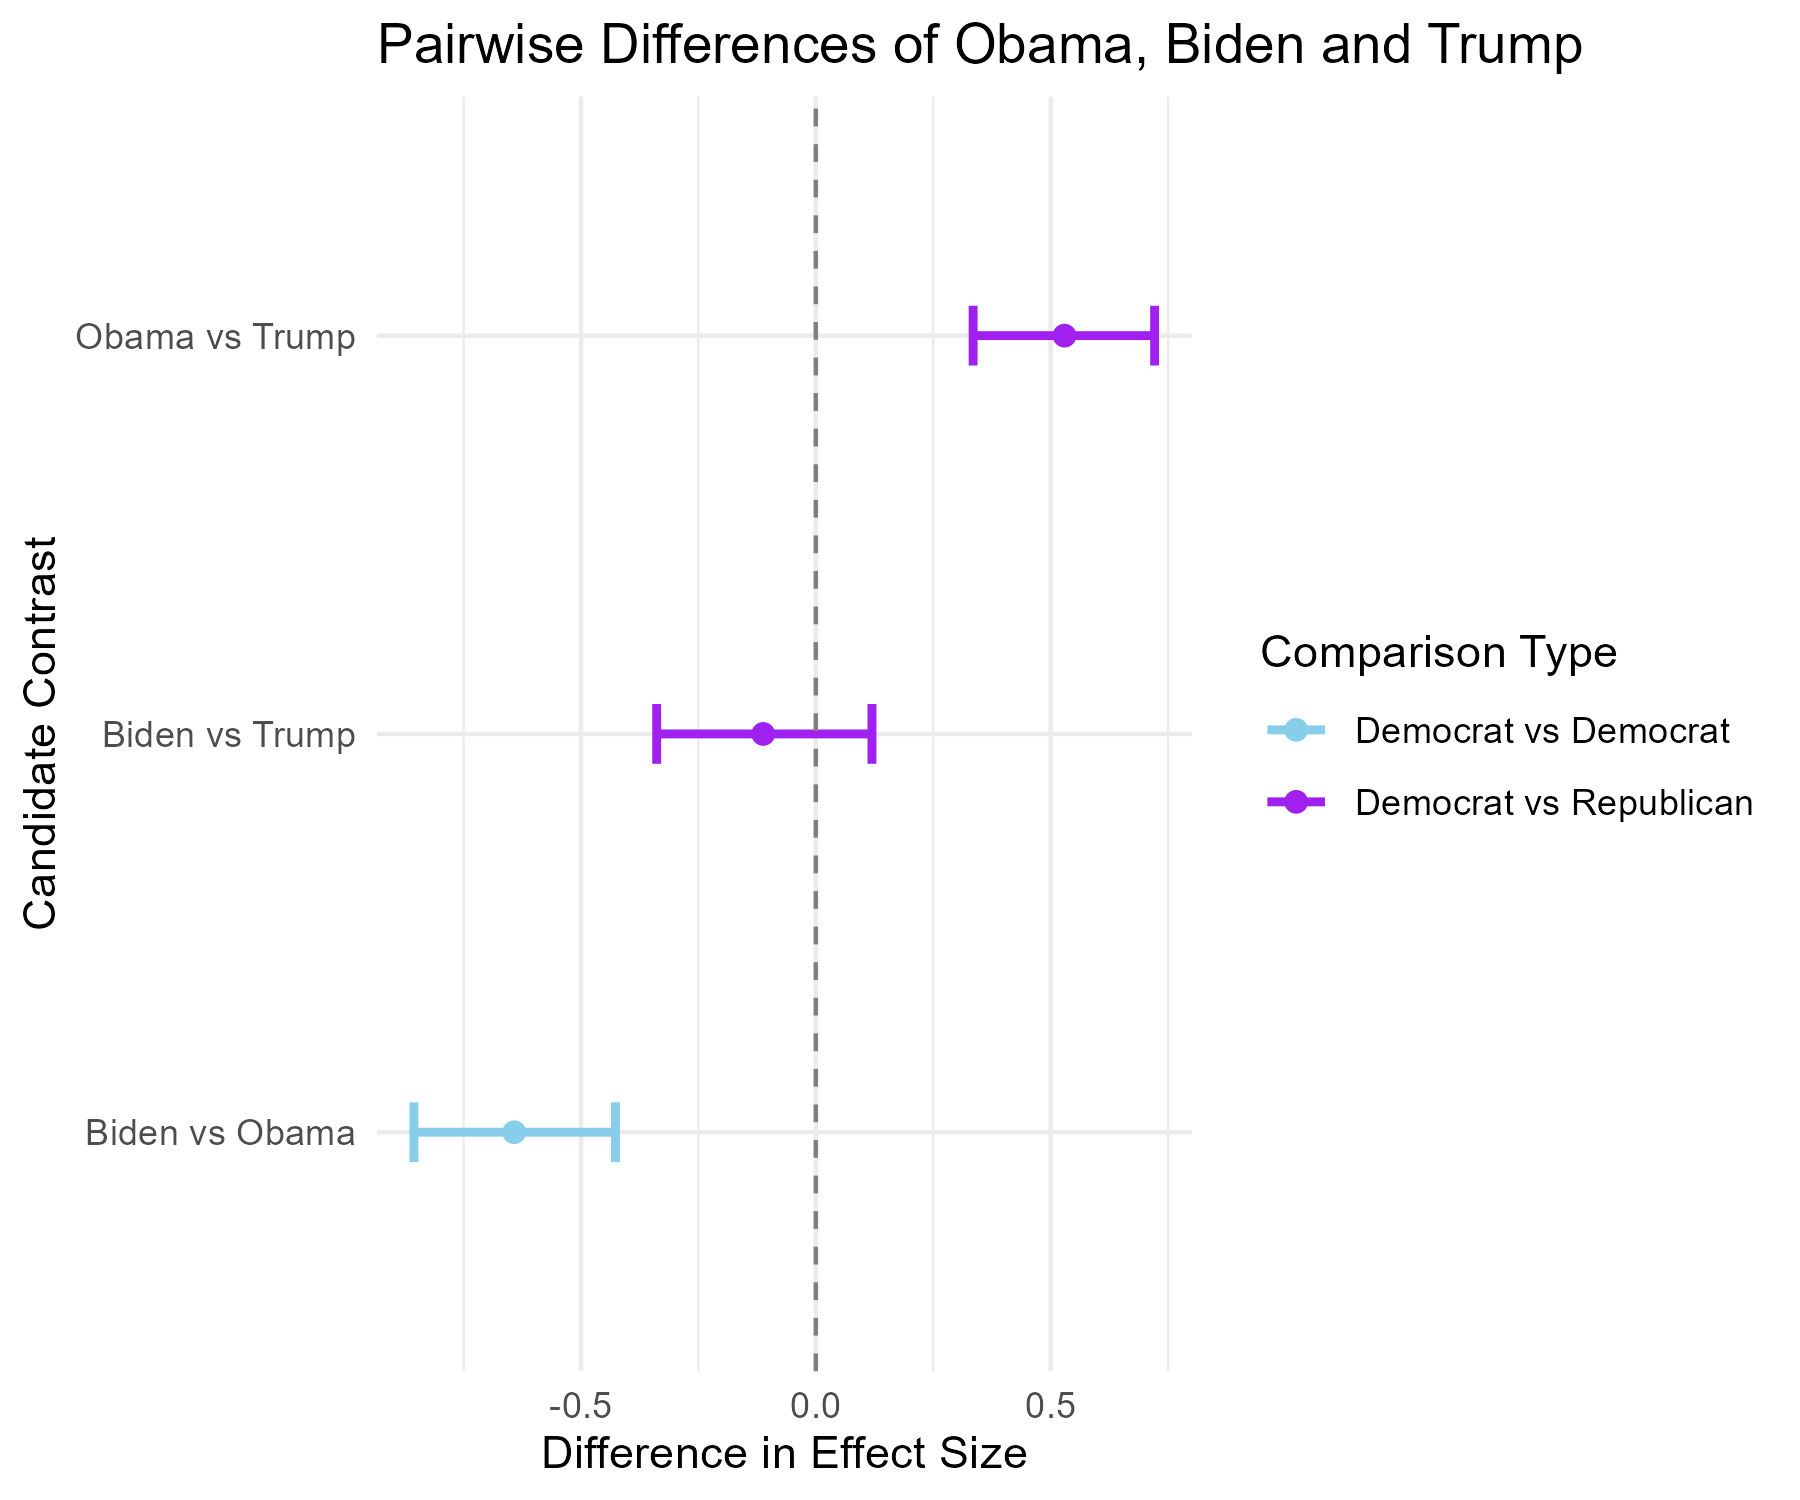 Pairwise Differences of Obama, Biden and Trump
Candidate Contrast
Obama vs Trump
Biden vs Trump
Biden vs Obama
-0.5
0.0
0.5
Difference in Effect Size
Comparison Type
Democrat vs Democrat
Democrat vs Republican